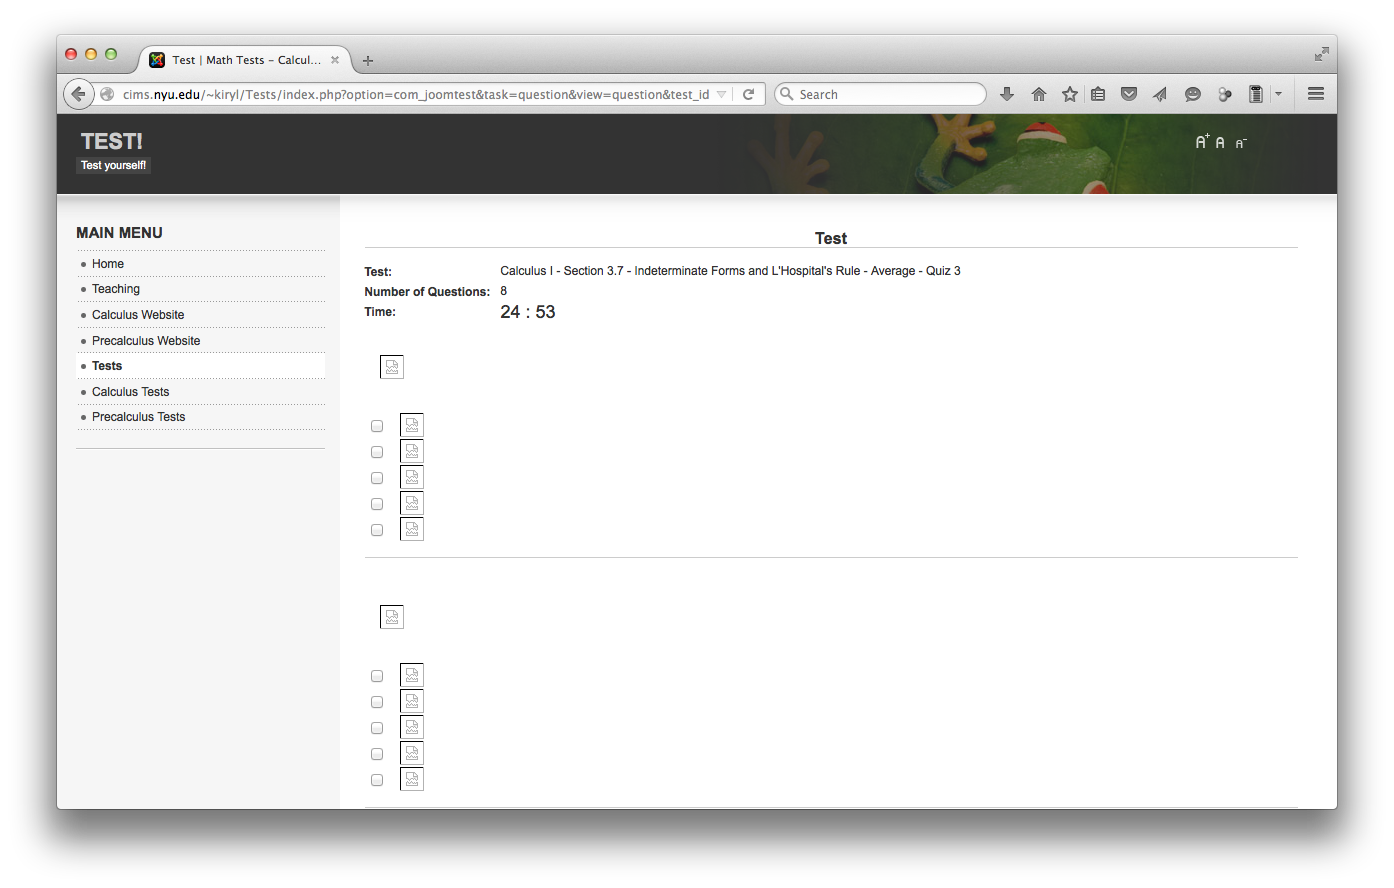 Test | Math Tests – Calcul...
cims.nyu.edu/~kiryl/Tests/index.php?option=com_joomtest&task=question&view=question&test_id
Search
TEST!
Test yourself!
A+ A A-
MAIN MENU
Home
Teaching
Calculus Website
Precalculus Website
Tests
Calculus Tests
Precalculus Tests
Test
Test: Calculus I - Section 3.7 - Indeterminate Forms and L'Hospital's Rule - Average - Quiz 3
Number of Questions: 8
Time: 24 : 53